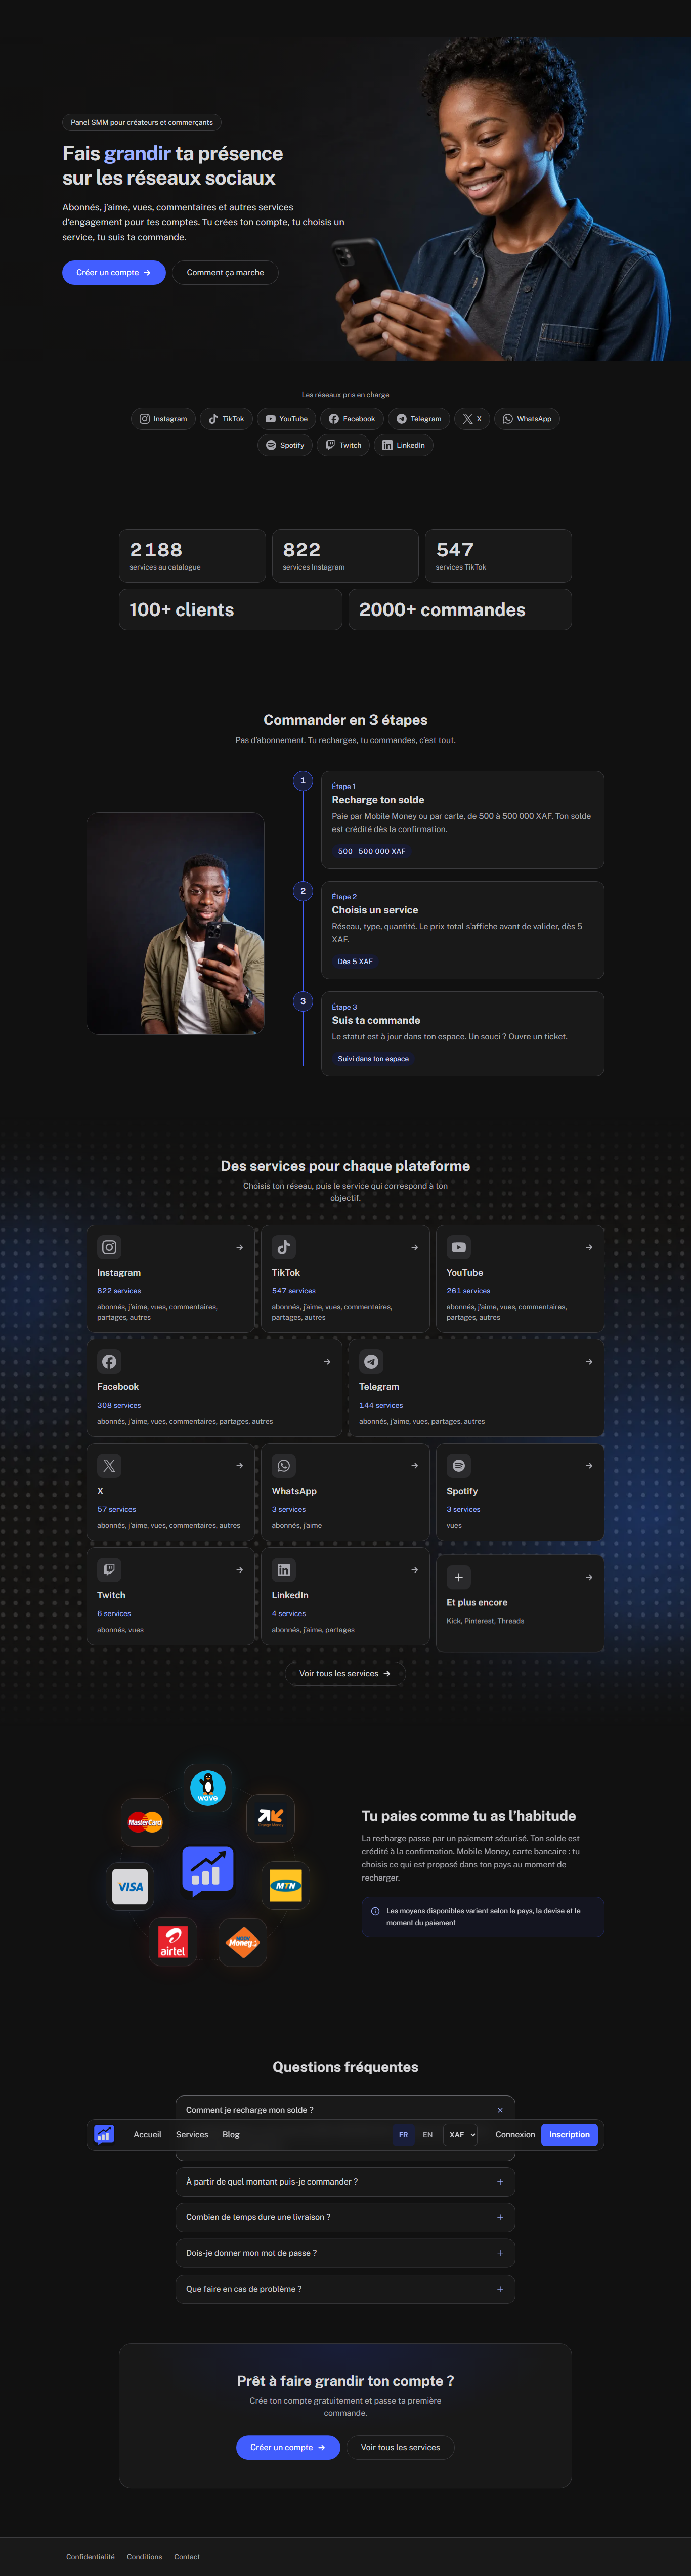 Panel SMM pour créateurs et commerçants
Fais grandir ta présence
sur les réseaux sociaux
Abonnés, j'aime, vues, commentaires et autres services
d'engagement pour tes comptes. Tu crées ton compte, tu choisis un
service, tu suis ta commande.
Créer un compte →
Comment ça marche
Les réseaux pris en charge
Instagram
TikTok
YouTube
Facebook
Telegram
X
WhatsApp
Spotify
Twitch
LinkedIn
2 188
services au catalogue
822
services Instagram
547
services TikTok
100+ clients
2000+ commandes
Commander en 3 étapes
Pas d'abonnement. Tu recharges, tu commandes, c'est tout.
1
Étape 1
Recharge ton solde
Paie par Mobile Money ou par carte, de 500 à 500 000 XAF. Ton solde
est crédité dès la confirmation.
500 – 500 000 XAF
2
Étape 2
Choisis un service
Réseau, type, quantité. Le prix total s'affiche avant de valider, dès 5
XAF.
Dès 5 XAF
3
Étape 3
Suis ta commande
Le statut est à jour dans ton espace. Un souci ? Ouvre un ticket.
Suivi dans ton espace
Des services pour chaque plateforme
Choisis ton réseau, puis le service qui correspond à ton
objectif.
Instagram
822 services
abonnés, j'aime, vues, commentaires,
partages, autres
TikTok
547 services
abonnés, j'aime, vues, commentaires,
partages, autres
YouTube
261 services
abonnés, j'aime, vues, commentaires,
partages, autres
Facebook
308 services
abonnés, j'aime, vues, commentaires, partages, autres
Telegram
144 services
abonnés, j'aime, vues, partages, autres
X
57 services
abonnés, j'aime, vues, commentaires, autres
WhatsApp
3 services
abonnés, j'aime
Spotify
3 services
vues
Twitch
6 services
abonnés, vues
LinkedIn
4 services
abonnés, j'aime, partages
Et plus encore
Kick, Pinterest, Threads
Voir tous les services →
wave
MasterCard
Orange Money
VISA
MTN
airtel
Money
Tu paies comme tu as l'habitude
La recharge passe par un paiement sécurisé. Ton solde est
crédité à la confirmation. Mobile Money, carte bancaire : tu
choisis ce qui est proposé dans ton pays au moment de
recharger.
Les moyens disponibles varient selon le pays, la devise et le
moment du paiement
Questions fréquentes
Comment je recharge mon solde ?
Accueil
Services
Blog
FR
EN
XAF
Connexion
Inscription
À partir de quel montant puis-je commander ?
Combien de temps dure une livraison ?
Dois-je donner mon mot de passe ?
Que faire en cas de problème ?
Prêt à faire grandir ton compte ?
Crée ton compte gratuitement et passe ta première
commande.
Créer un compte →
Voir tous les services
Confidentialité
Conditions
Contact